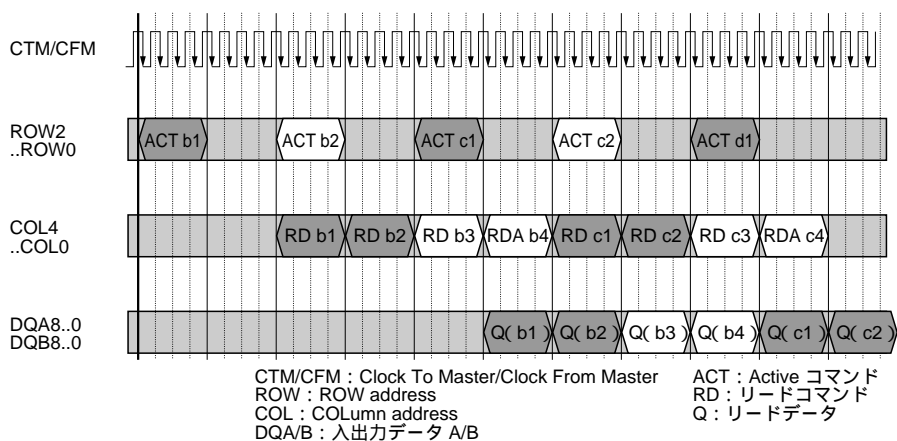 CTM/CFM
ROW2
..ROW0
ACT b1 ACT b2 ACT c1 ACT c2 ACT d1
COL4
..COL0
RD b1 RD b2 RD b3 RDA b4 RD c1 RD c2 RD c3 RDA c4
DQA8..0
DQB8..0
Q( b1 ) Q( b2 ) Q( b3 ) Q( b4 ) Q( c1 ) Q( c2 )
CTM/CFM：Clock To Master/Clock From Master
ROW：ROW address
COL：COLumn address
DQA/B：入出力データ A/B
ACT：Active コマンド
RD：リードコマンド
Q：リードデータ